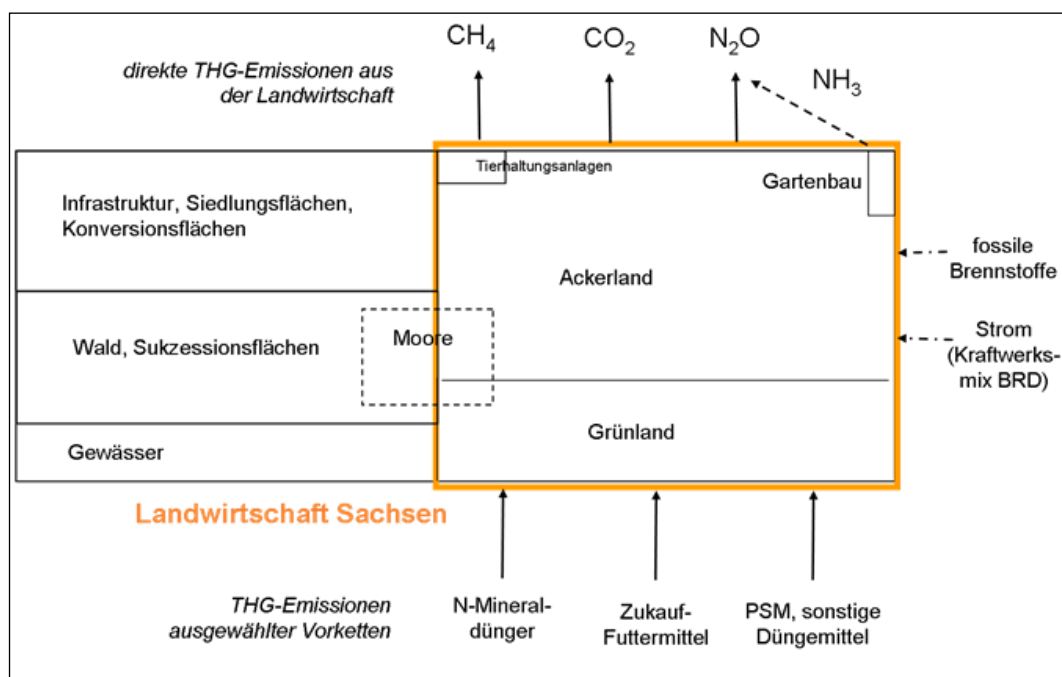 CH₄
CO₂
N₂O
direkte THG-Emissionen aus
der Landwirtschaft
NH₃
Tierhaltungsanlagen
Gartenbau
Infrastruktur, Siedlungsflächen,
Konversionsflächen
fossile
Brennstoffe
Ackerland
Wald, Sukzessionsflächen
Moore
Strom
(Kraftwerks-
mix BRD)
Grünland
Gewässer
Landwirtschaft Sachsen
THG-Emissionen
ausgewählter Vorketten
N-Mineral-
dünger
Zukauf-
Futtermittel
PSM, sonstige
Düngemittel